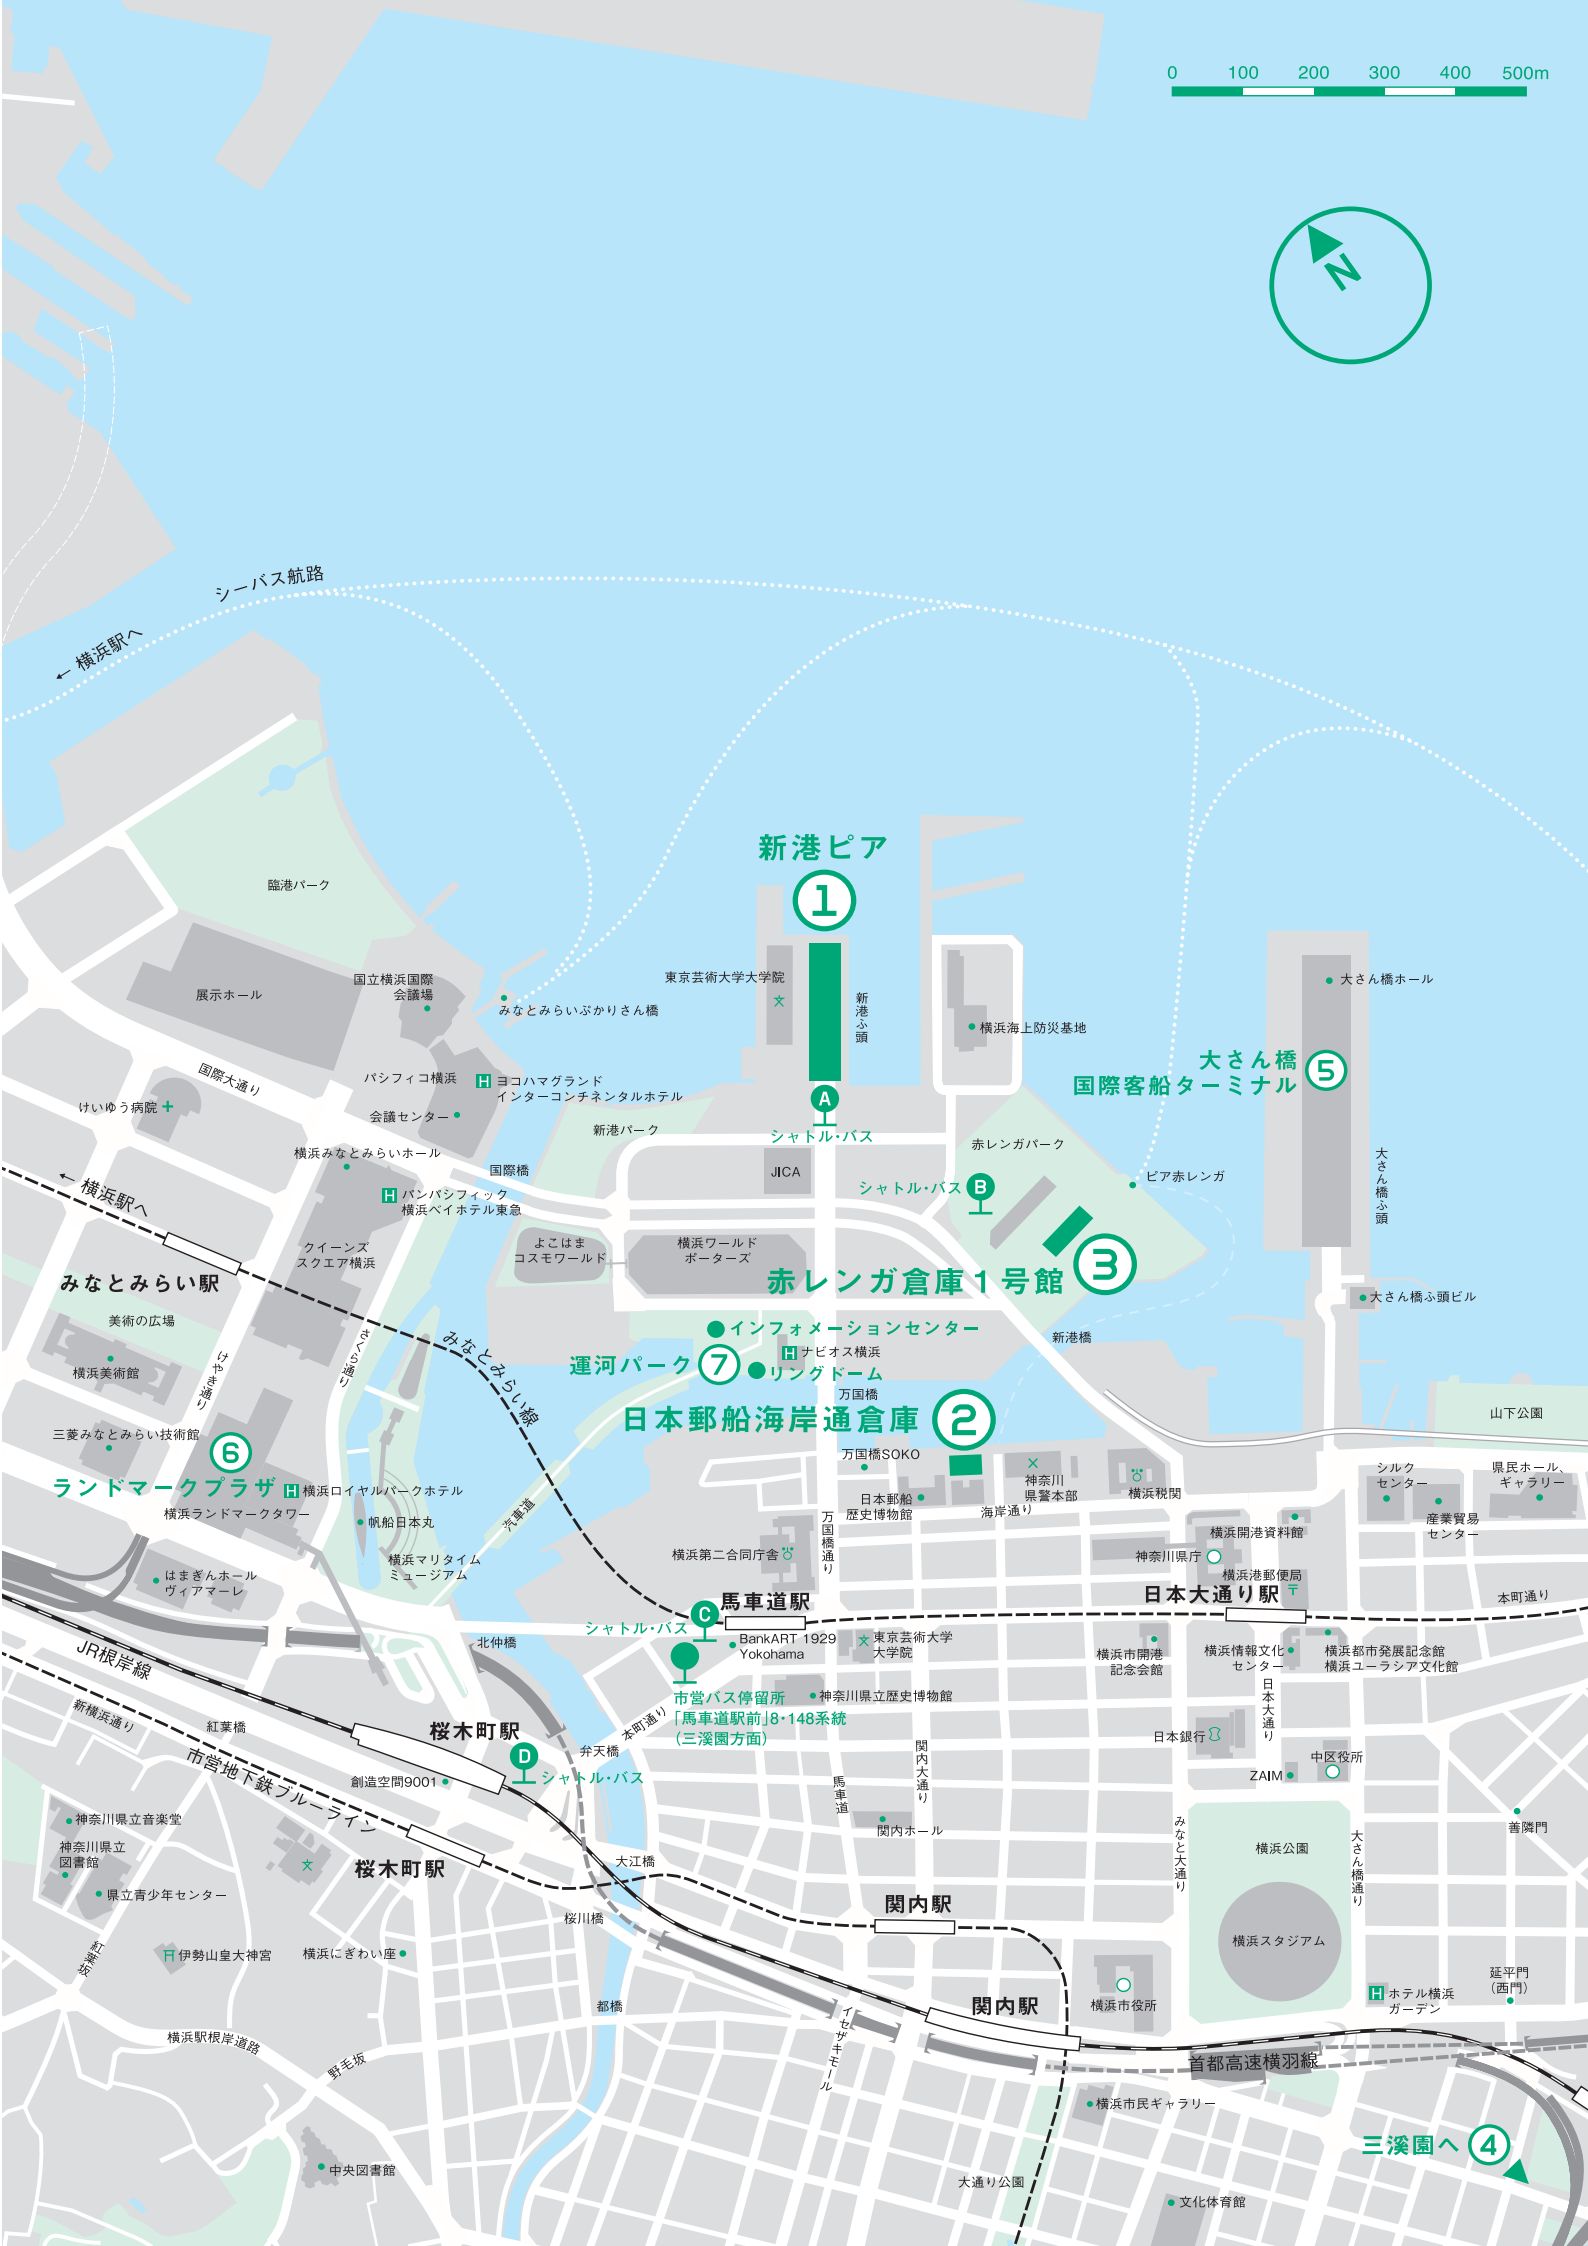 0 100 200 300 400 500m
N
シーバス航路
← 横浜駅へ
新港ピア
1
臨港パーク
展示ホール
国立横浜国際
会議場
みなとみらいぷかりさん橋
東京芸術大学大学院
新港ふ頭
横浜海上防災基地
大さん橋ホール
大さん橋
国際客船ターミナル
5
国際大通り
けいゆう病院
パシフィコ横浜
H ヨコハマグランド
インターコンチネンタルホテル
会議センター
A
シャトル・バス
新港パーク
赤レンガパーク
横浜みなとみらいホール
国際橋
JICA
シャトル・バス
B
ピア赤レンガ
大さん橋ふ頭
← 横浜駅へ
H パンパシフィック
横浜ベイホテル東急
クイーンズ
スクエア横浜
よこはま
コスモワールド
横浜ワールド
ポーターズ
3
赤レンガ倉庫1号館
みなとみらい駅
大さん橋ふ頭ビル
美術の広場
インフォメーションセンター
新港橋
みなとみらい線
さくら通り
けやき通り
横浜美術館
運河パーク
7
H ナビオス横浜
リングドーム
万国橋
日本郵船海岸通倉庫
2
山下公園
三菱みなとみらい技術館
6
ランドマークプラザ
H 横浜ロイヤルパークホテル
横浜ランドマークタワー
帆船日本丸
汽車道
万国橋SOKO
日本郵船
歴史博物館
神奈川
県警本部
海岸通り
横浜税関
シルク
センター
県民ホール、
ギャラリー
産業貿易
センター
万国橋通り
横浜マリタイム
ミュージアム
横浜第二合同庁舎
横浜開港資料館
神奈川県庁
横浜港郵便局
はまぎんホール
ヴィアマーレ
日本大通り駅
本町通り
馬車道駅
C
シャトル・バス
北仲橋
BankART 1929
Yokohama
東京芸術大学
大学院
横浜市開港
記念会館
横浜情報文化
センター
横浜都市発展記念館
横浜ユーラシア文化館
JR根岸線
市営バス停留所
「馬車道駅前」8・148系統
(三溪園方面)
神奈川県立歴史博物館
日本大通り
新横浜通り
紅葉橋
桜木町駅
D
シャトル・バス
弁天橋
本町通り
日本銀行
中区役所
ZAIM
関内大通り
市営地下鉄ブルーライン
創造空間9001
馬車道
関内ホール
みなと大通り
横浜公園
大さん橋通り
善隣門
神奈川県立音楽堂
神奈川県立
図書館
県立青少年センター
桜木町駅
大江橋
関内駅
桜川橋
紅葉坂
伊勢山皇大神宮
横浜にぎわい座
横浜スタジアム
延平門
(西門)
H ホテル横浜
ガーデン
横浜市役所
関内駅
都橋
イセザキモール
横浜駅根岸道路
野毛坂
首都高速横羽線
横浜市民ギャラリー
三溪園へ
4
中央図書館
大通り公園
文化体育館